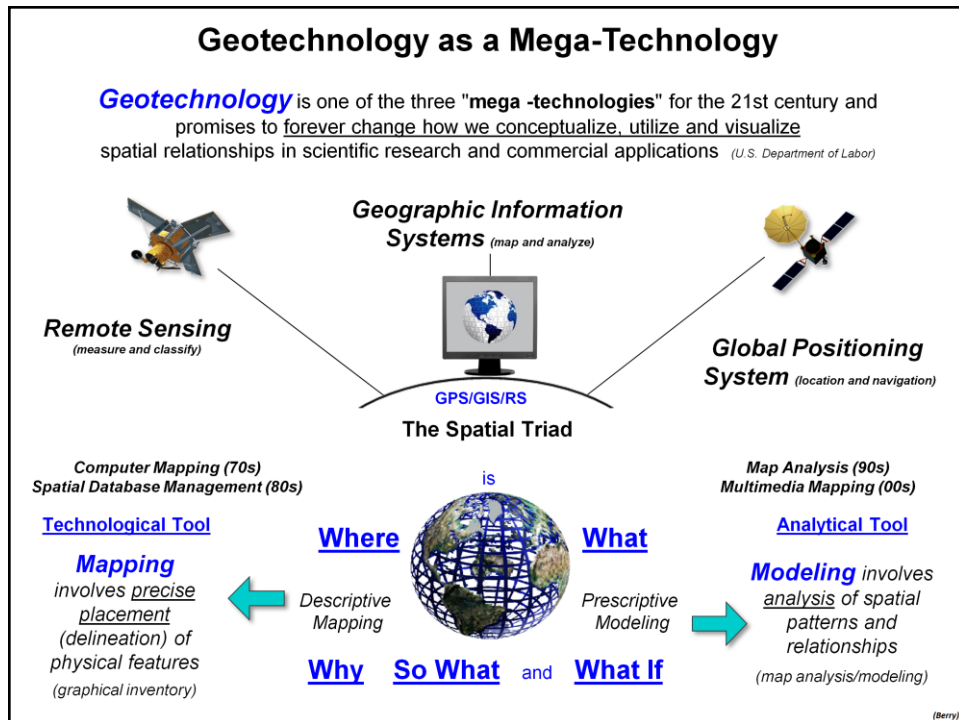 Geotechnology as a Mega-Technology
Geotechnology is one of the three "mega -technologies" for the 21st century and
promises to forever change how we conceptualize, utilize and visualize
spatial relationships in scientific research and commercial applications (U.S. Department of Labor)
Geographic Information
Systems (map and analyze)
Remote Sensing
(measure and classify)
Global Positioning
System (location and navigation)
GPS/GIS/RS
The Spatial Triad
Computer Mapping (70s)
Spatial Database Management (80s)
is
Map Analysis (90s)
Multimedia Mapping (00s)
Technological Tool
Where
What
Analytical Tool
Mapping
involves precise
placement
(delineation) of
physical features
(graphical inventory)
Descriptive
Mapping
Prescriptive
Modeling
Modeling involves
analysis of spatial
patterns and
relationships
(map analysis/modeling)
Why So What and What If
(Berry)